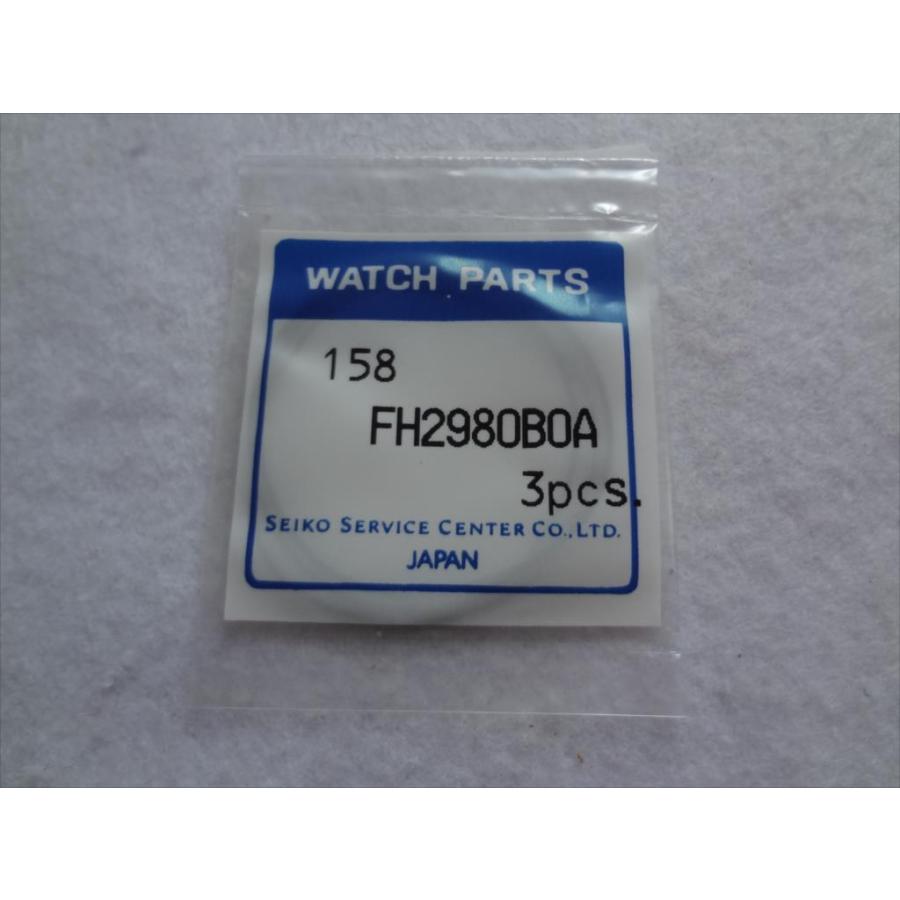 WATCH PARTS
158
FH2980B0A
3pcs.
SEIKO SERVICE CENTER CO.,LTD.
JAPAN